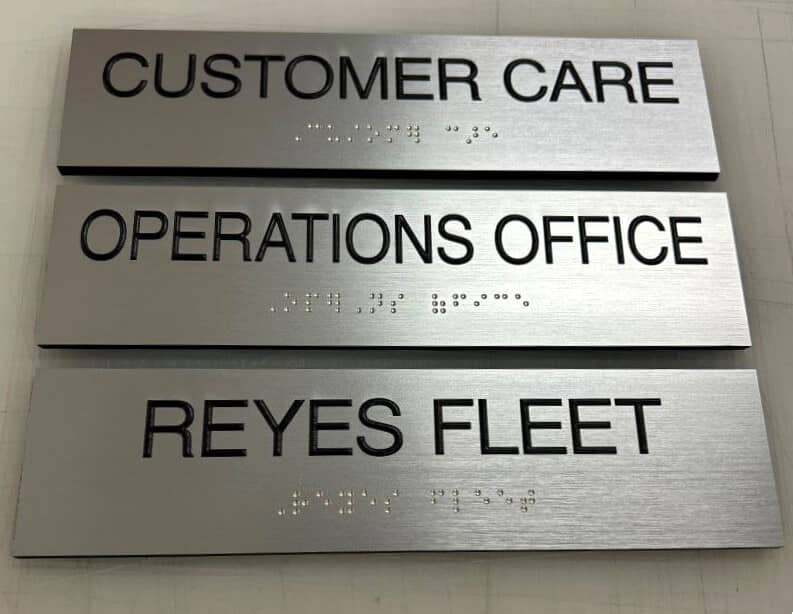 CUSTOMER CARE
OPERATIONS OFFICE
REYES FLEET